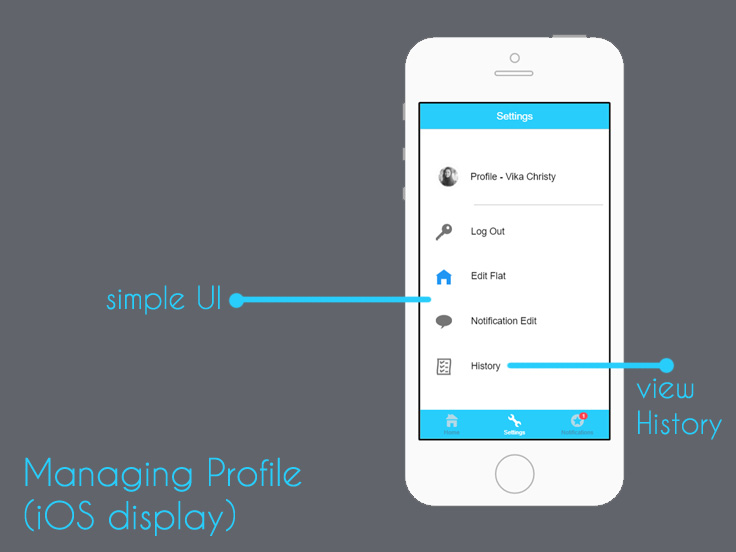 Settings
Profile - Vika Christy
Log Out
Edit Flat
simple UI
Notification Edit
History
view
History
1
Home
Settings
Notifications
Managing Profile
(iOS display)